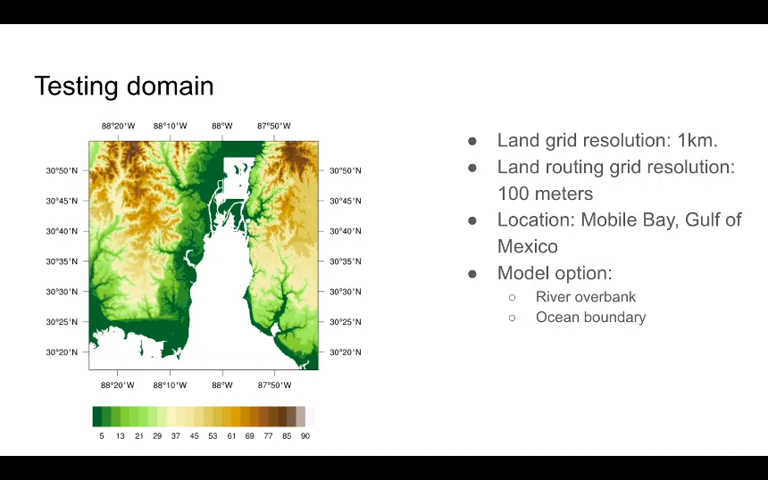 Testing domain
88°20'W 88°10'W 88°W 87°50'W
30°50'N 30°50'N
30°45'N 30°45'N
30°40'N 30°40'N
30°35'N 30°35'N
30°30'N 30°30'N
30°25'N 30°25'N
30°20'N 30°20'N
88°20'W 88°10'W 88°W 87°50'W
5 13 21 29 37 45 53 61 69 77 85 90
● Land grid resolution: 1km.
● Land routing grid resolution:
100 meters
● Location: Mobile Bay, Gulf of
Mexico
● Model option:
○ River overbank
○ Ocean boundary